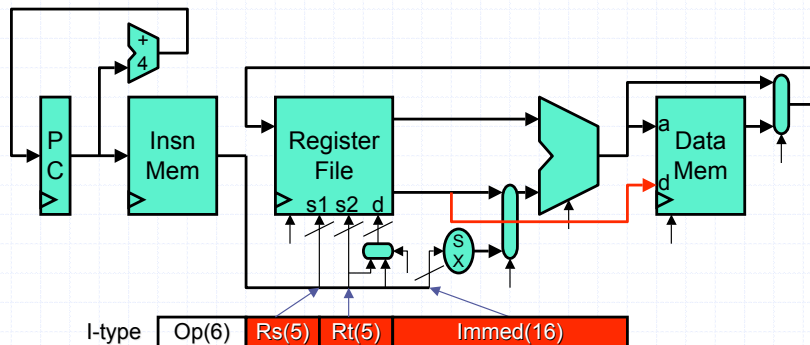 +
4
P
C
Insn
Mem
Register
File
s1 s2 d
S
X
a
d
Data
Mem
I-type Op(6) Rs(5) Rt(5) Immed(16)